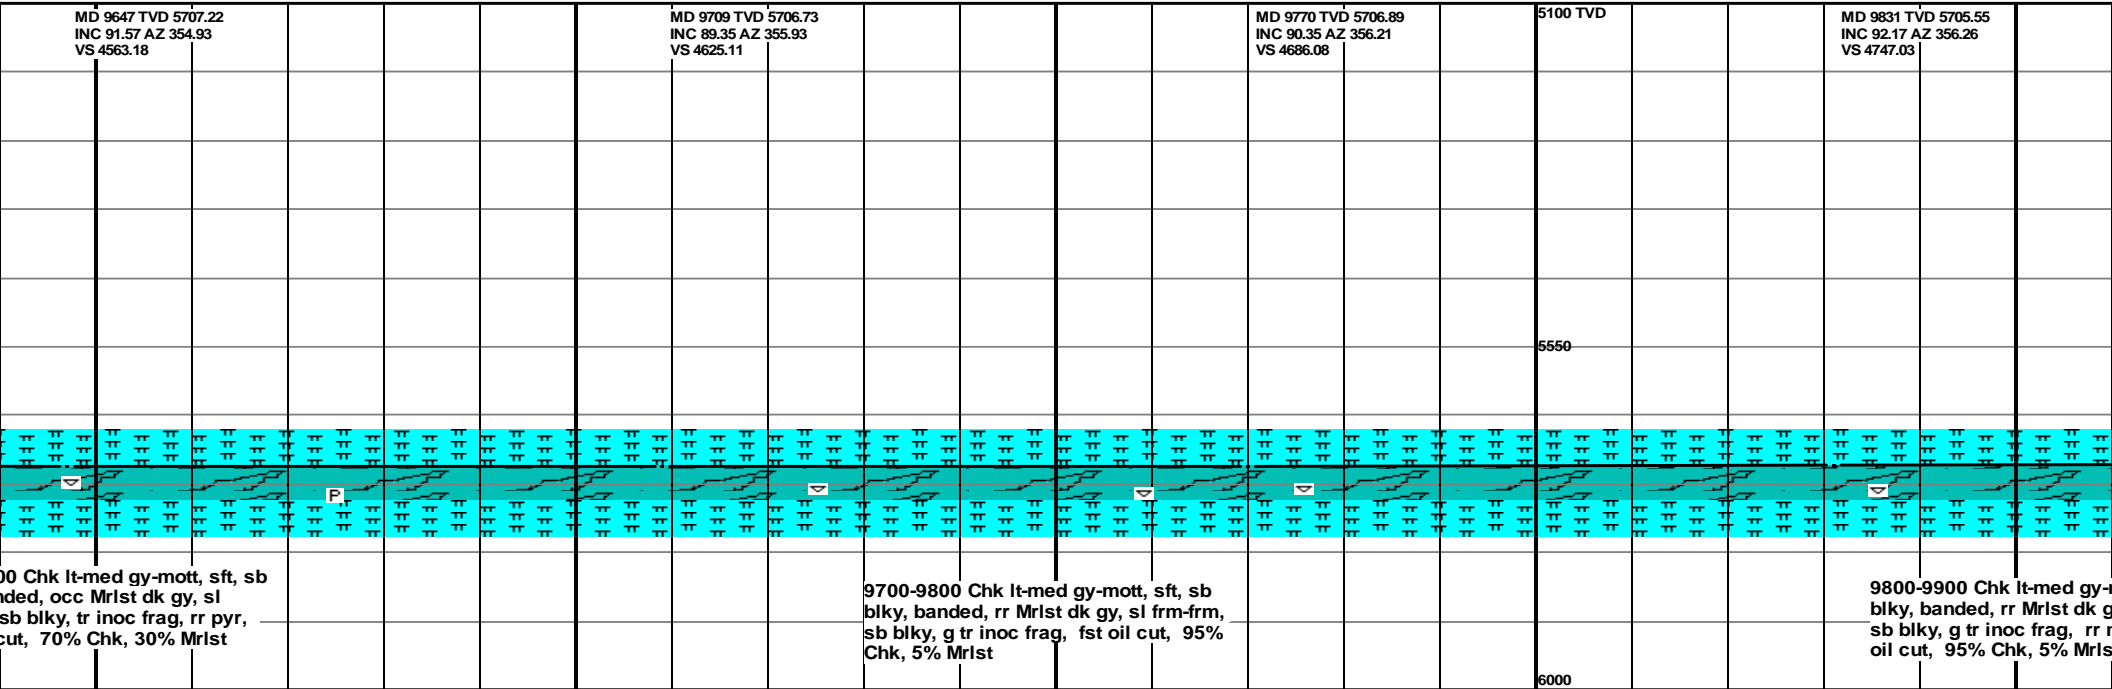 MD 9647 TVD 5707.22
INC 91.57 AZ 354.93
VS 4563.18
MD 9709 TVD 5706.73
INC 89.35 AZ 355.93
VS 4625.11
MD 9770 TVD 5706.89
INC 90.35 AZ 356.21
VS 4686.08
5100 TVD
MD 9831 TVD 5705.55
INC 92.17 AZ 356.26
VS 4747.03
5550
P
00 Chk lt-med gy-mott, sft, sb
nded, occ Mrlst dk gy, sl
sb blky, tr inoc frag, rr pyr,
cut, 70% Chk, 30% Mrlst
9700-9800 Chk lt-med gy-mott, sft, sb
blky, banded, rr Mrlst dk gy, sl frm-frm,
sb blky, g tr inoc frag, fst oil cut, 95%
Chk, 5% Mrlst
9800-9900 Chk lt-med gy-
blky, banded, rr Mrlst dk g
sb blky, g tr inoc frag, rr
oil cut, 95% Chk, 5% Mrls
6000